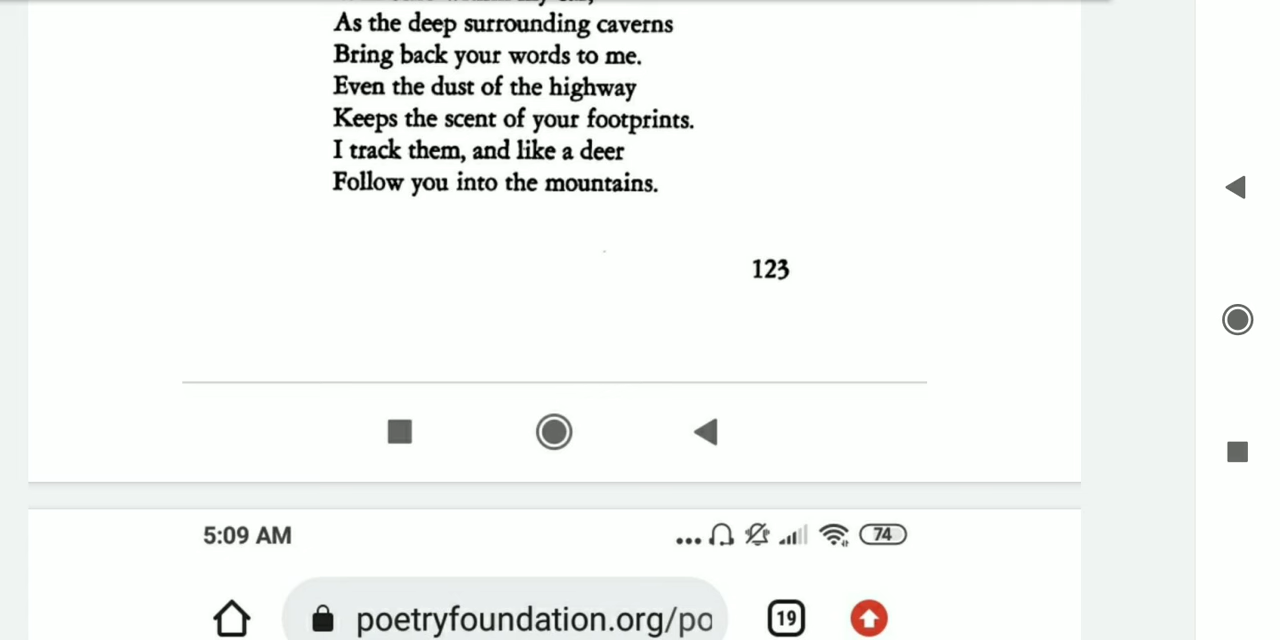 As the deep surrounding caverns
Bring back your words to me.
Even the dust of the highway
Keeps the scent of your footprints.
I track them, and like a deer
Follow you into the mountains.
123
5:09 AM
74
poetryfoundation.org/po
19